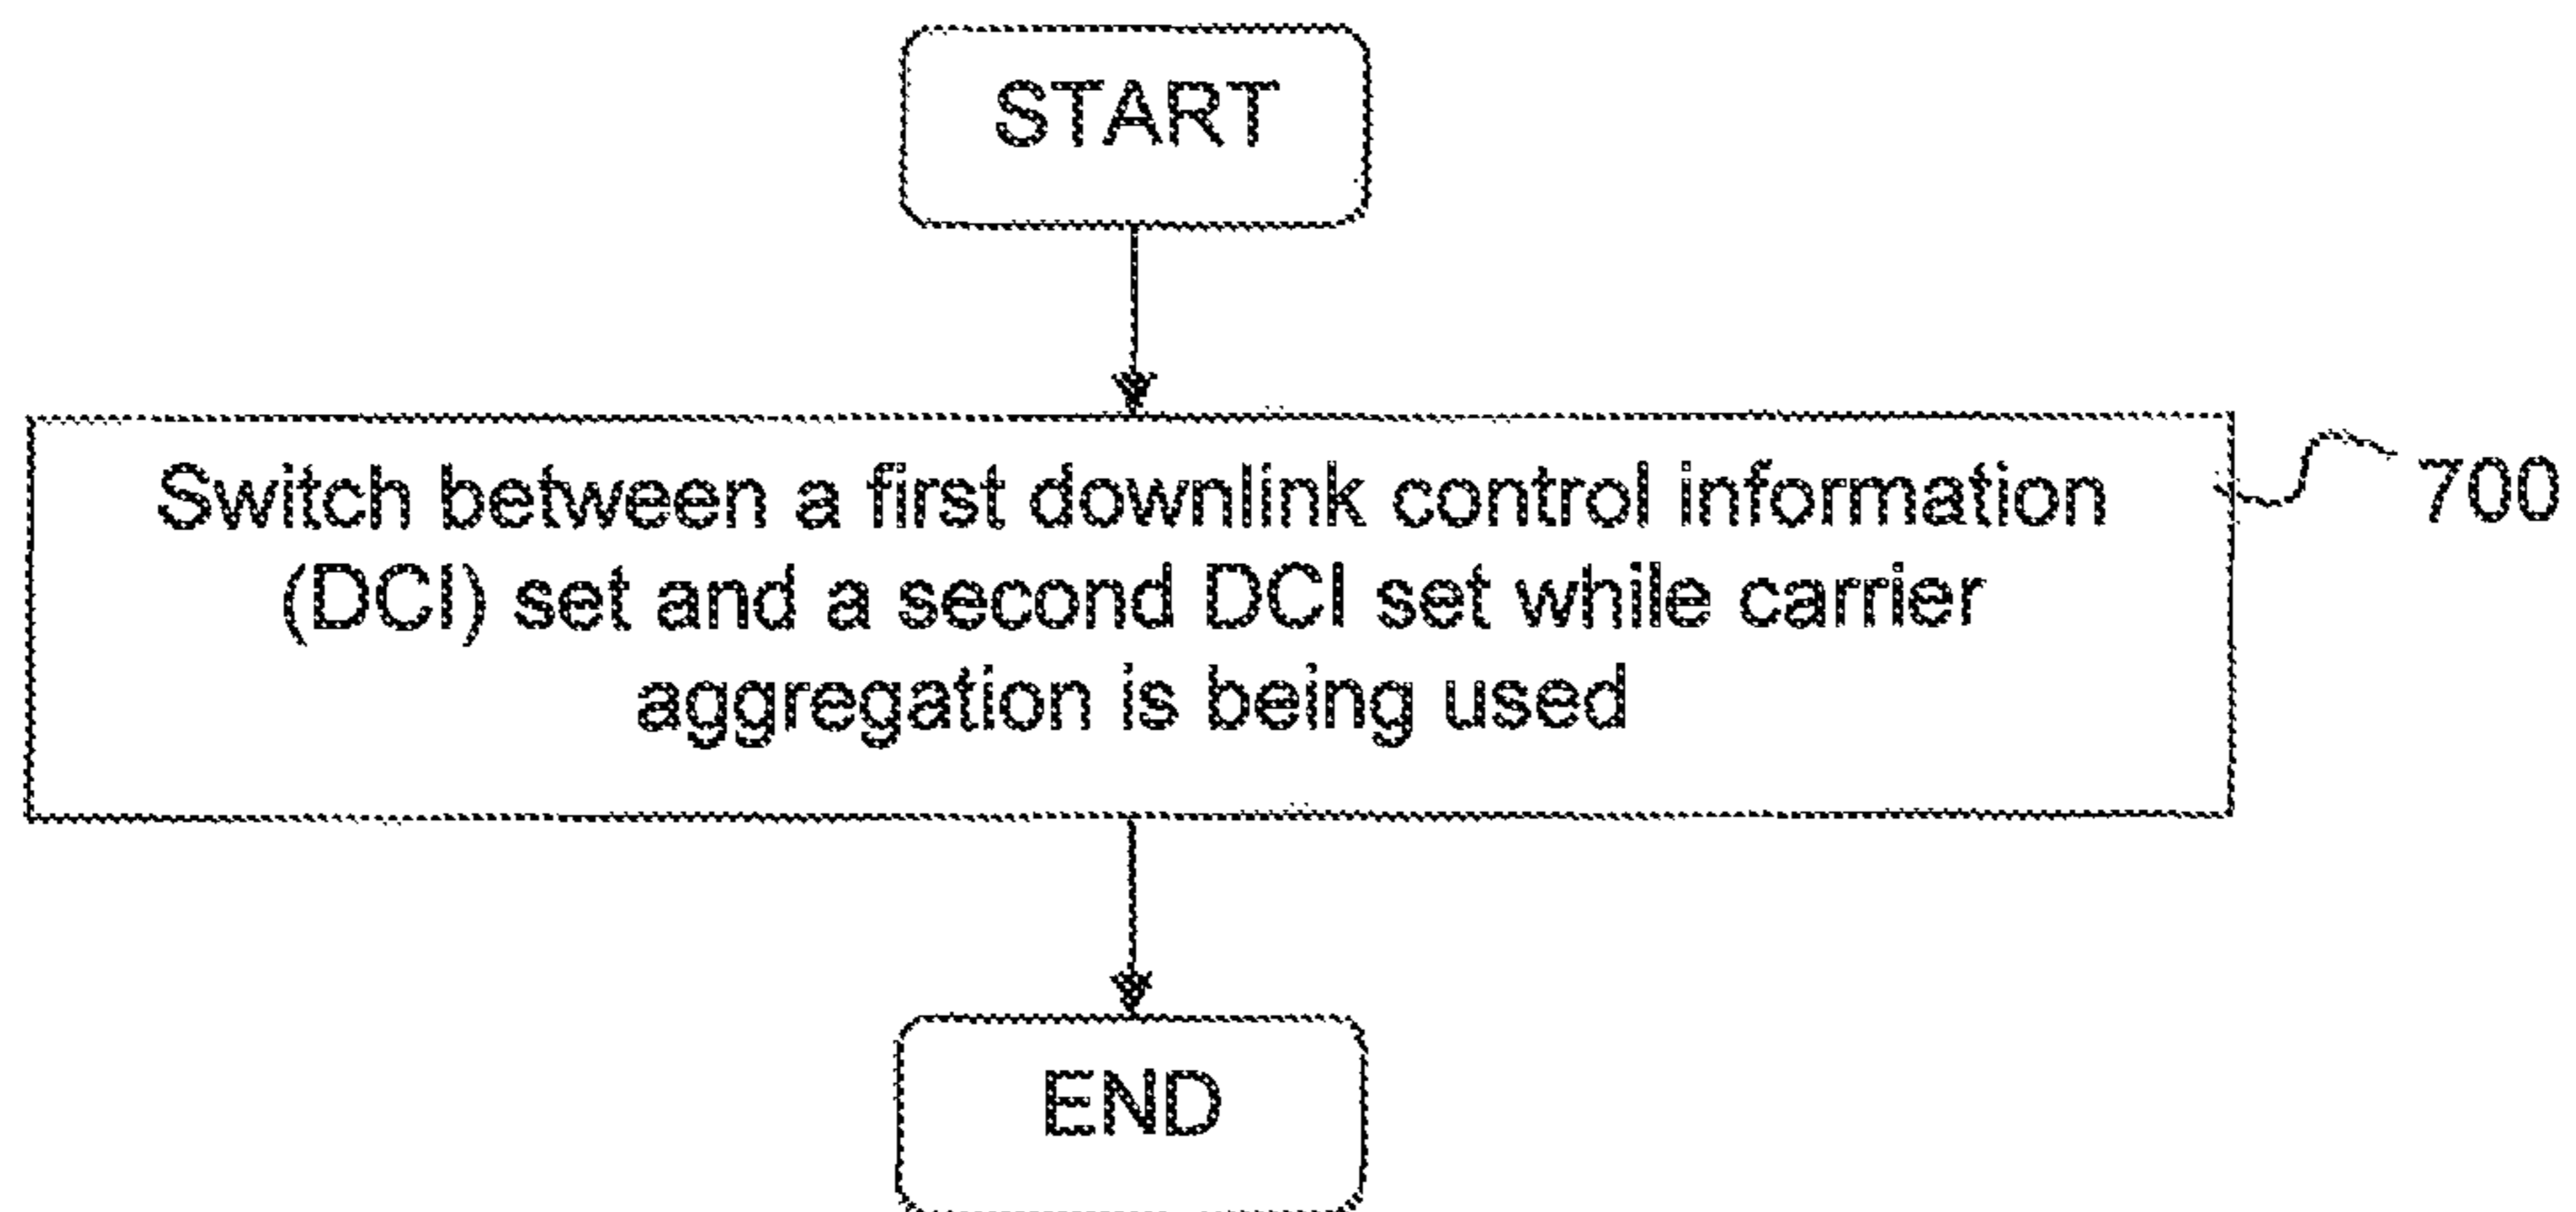 START
Switch between a first downlink control information
(DCI) set and a second DCI set while carrier
aggregation is being used
700
END